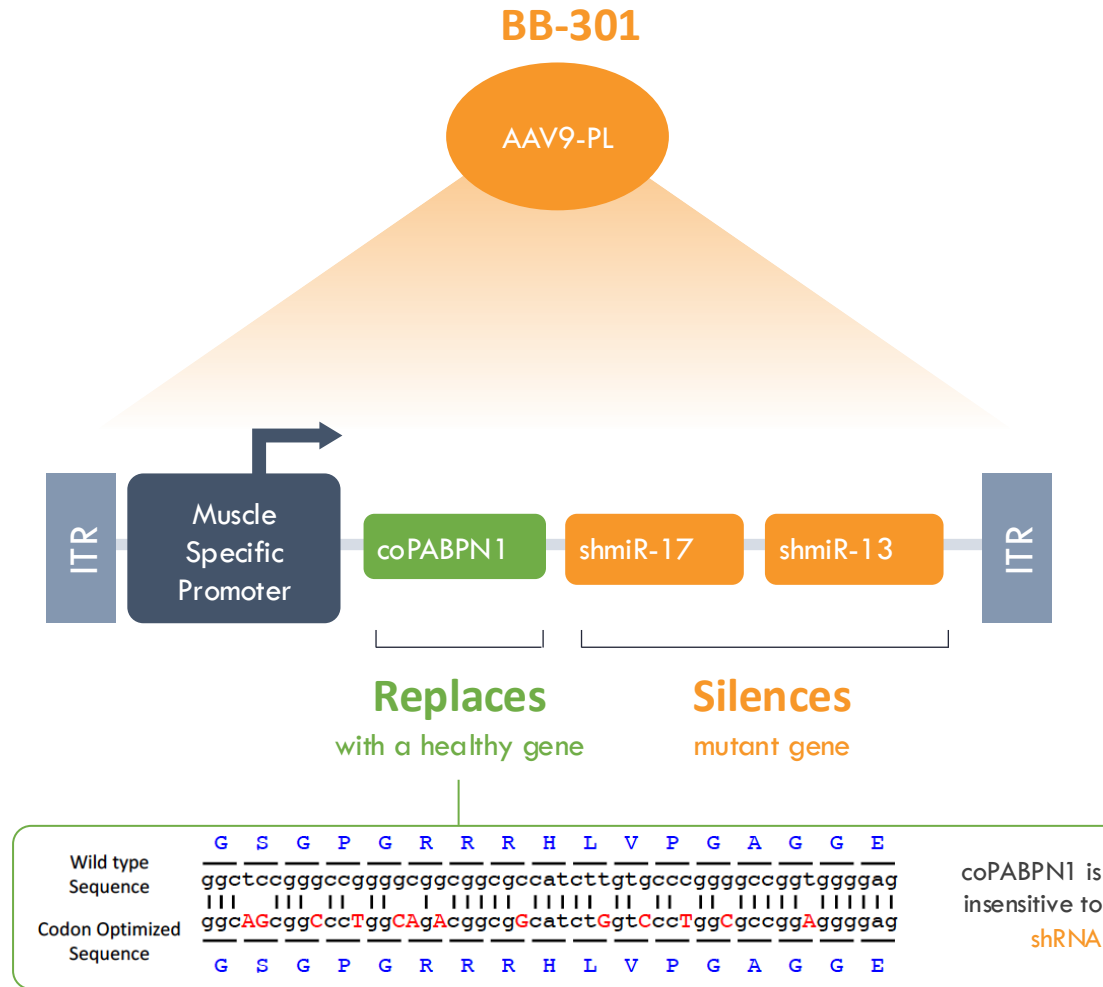 BB-301
AAV9-PL
ITR
Muscle
Specific
Promoter
coPABPN1
shmiR-17
shmiR-13
ITR
Replaces
with a healthy gene
Silences
mutant gene
G S G P G R R R H L V P G A G G E
Wild type
Sequence
ggctccgggccggggcggcggcgccatcttgtgcccggggccggtggggag
ggcAGcggCccTggCAgAcggcgGcatctGgtCccTggCgccggAggggag
Codon Optimized
Sequence
G S G P G R R R H L V P G A G G E
coPABPN1 is
insensitive to
shRNA